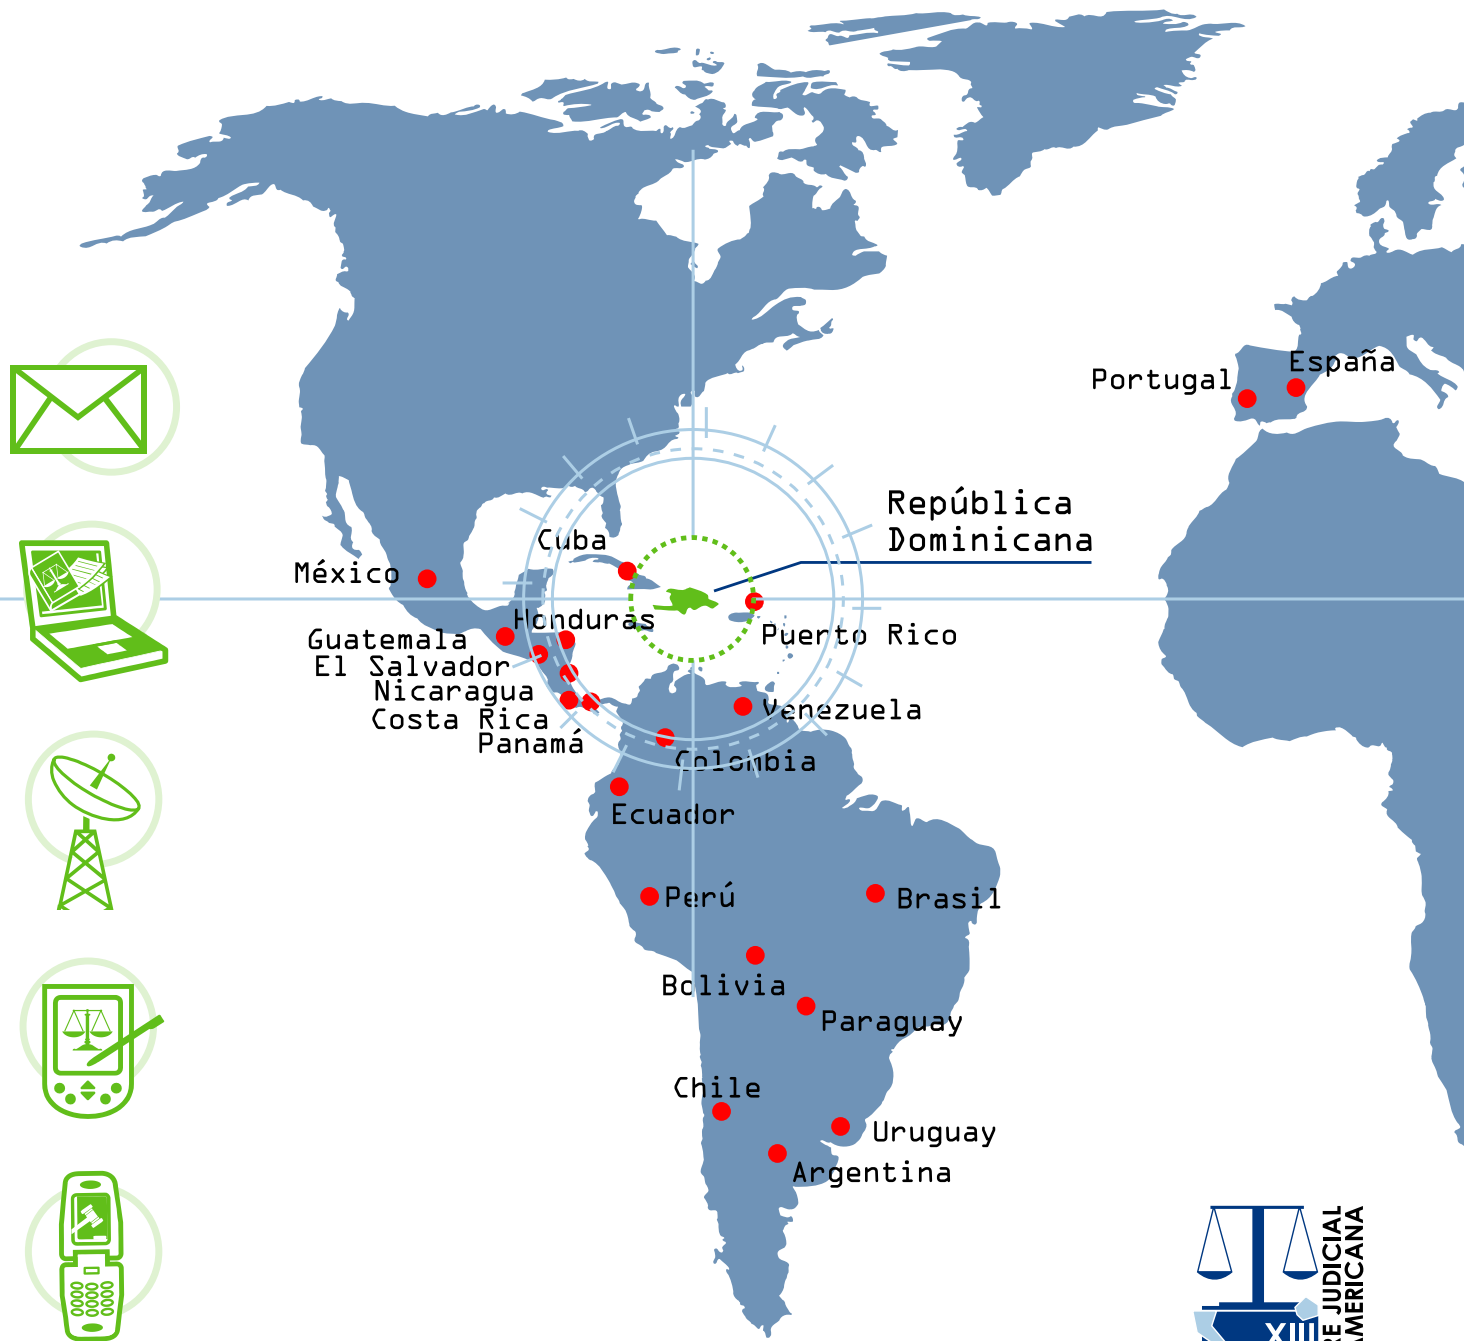 España
Portugal
República
Dominicana
Cuba
México
Honduras
Guatemala
Puerto Rico
El Salvador
Nicaragua
Venezuela
Costa Rica
Panamá
Colombia
Ecuador
Perú
Brasil
Bolivia
Paraguay
Chile
Uruguay
Argentina
JUDICIAL
XIII